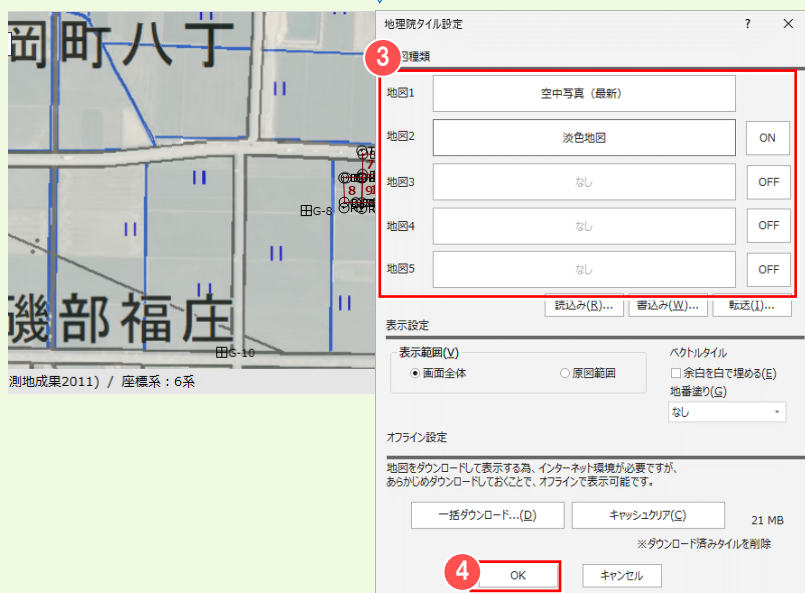 岡町八丁
G-8
8
7
9
磯部福庄
G-10
測地成果2011) / 座標系：6系
地理院タイル設定
?
×
3
図種類
地図1
空中写真（最新）
地図2
淡色地図
ON
地図3
なし
OFF
地図4
なし
OFF
地図5
なし
OFF
読込み(R)...
書込み(W)...
転送(I)...
表示設定
表示範囲(V)
画面全体
原図範囲
ベクトルタイル
余白を白で埋める(E)
地番塗り(G)
なし
オフライン設定
地図をダウンロードして表示する為、インターネット環境が必要ですが、
あらかじめダウンロードしておくことで、オフラインで表示可能です。
一括ダウンロード...(D)
キャッシュクリア(C)
21 MB
※ダウンロード済みタイルを削除
4
OK
キャンセル